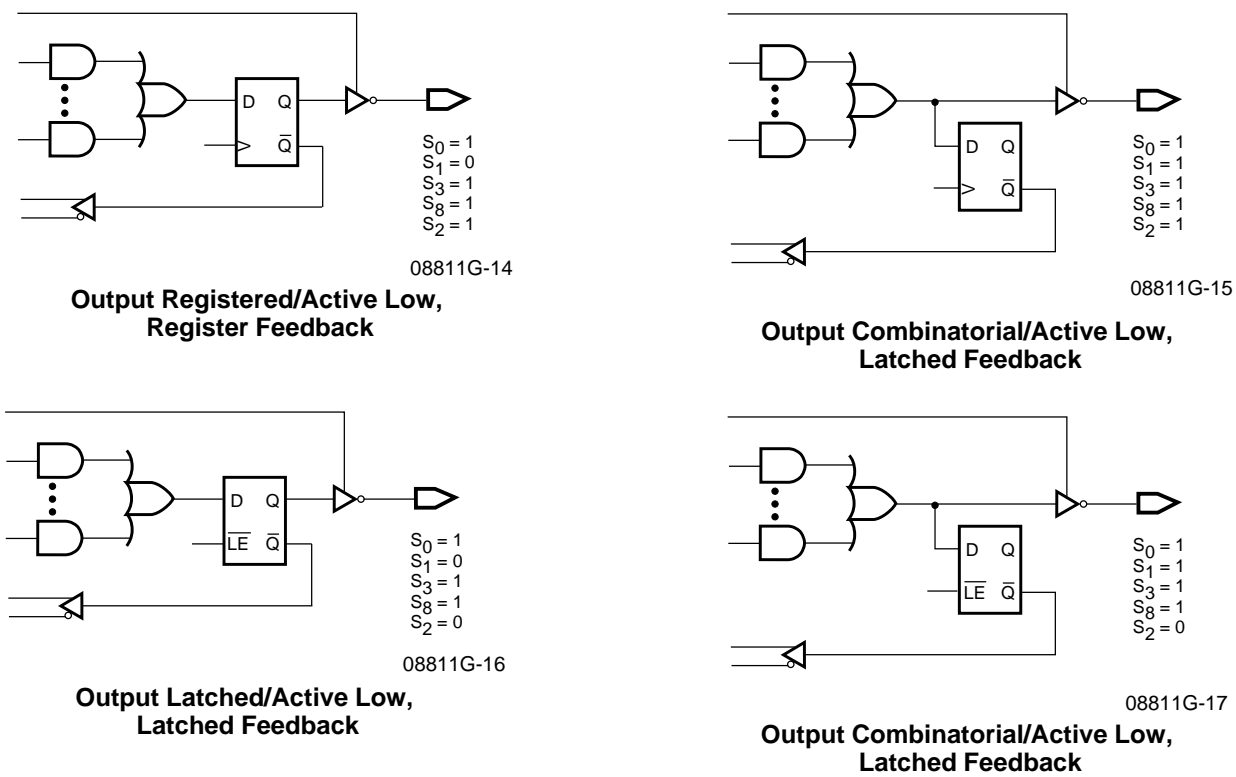 D Q
Q̅
S0 = 1
S1 = 0
S3 = 1
S8 = 1
S2 = 1
08811G-14
Output Registered/Active Low,
Register Feedback
D Q
Q̅
S0 = 1
S1 = 1
S3 = 1
S8 = 1
S2 = 1
08811G-15
Output Combinatorial/Active Low,
Latched Feedback
D Q
L̅E̅ Q̅
S0 = 1
S1 = 0
S3 = 1
S8 = 1
S2 = 0
08811G-16
Output Latched/Active Low,
Latched Feedback
D Q
L̅E̅ Q̅
S0 = 1
S1 = 1
S3 = 1
S8 = 1
S2 = 0
08811G-17
Output Combinatorial/Active Low,
Latched Feedback